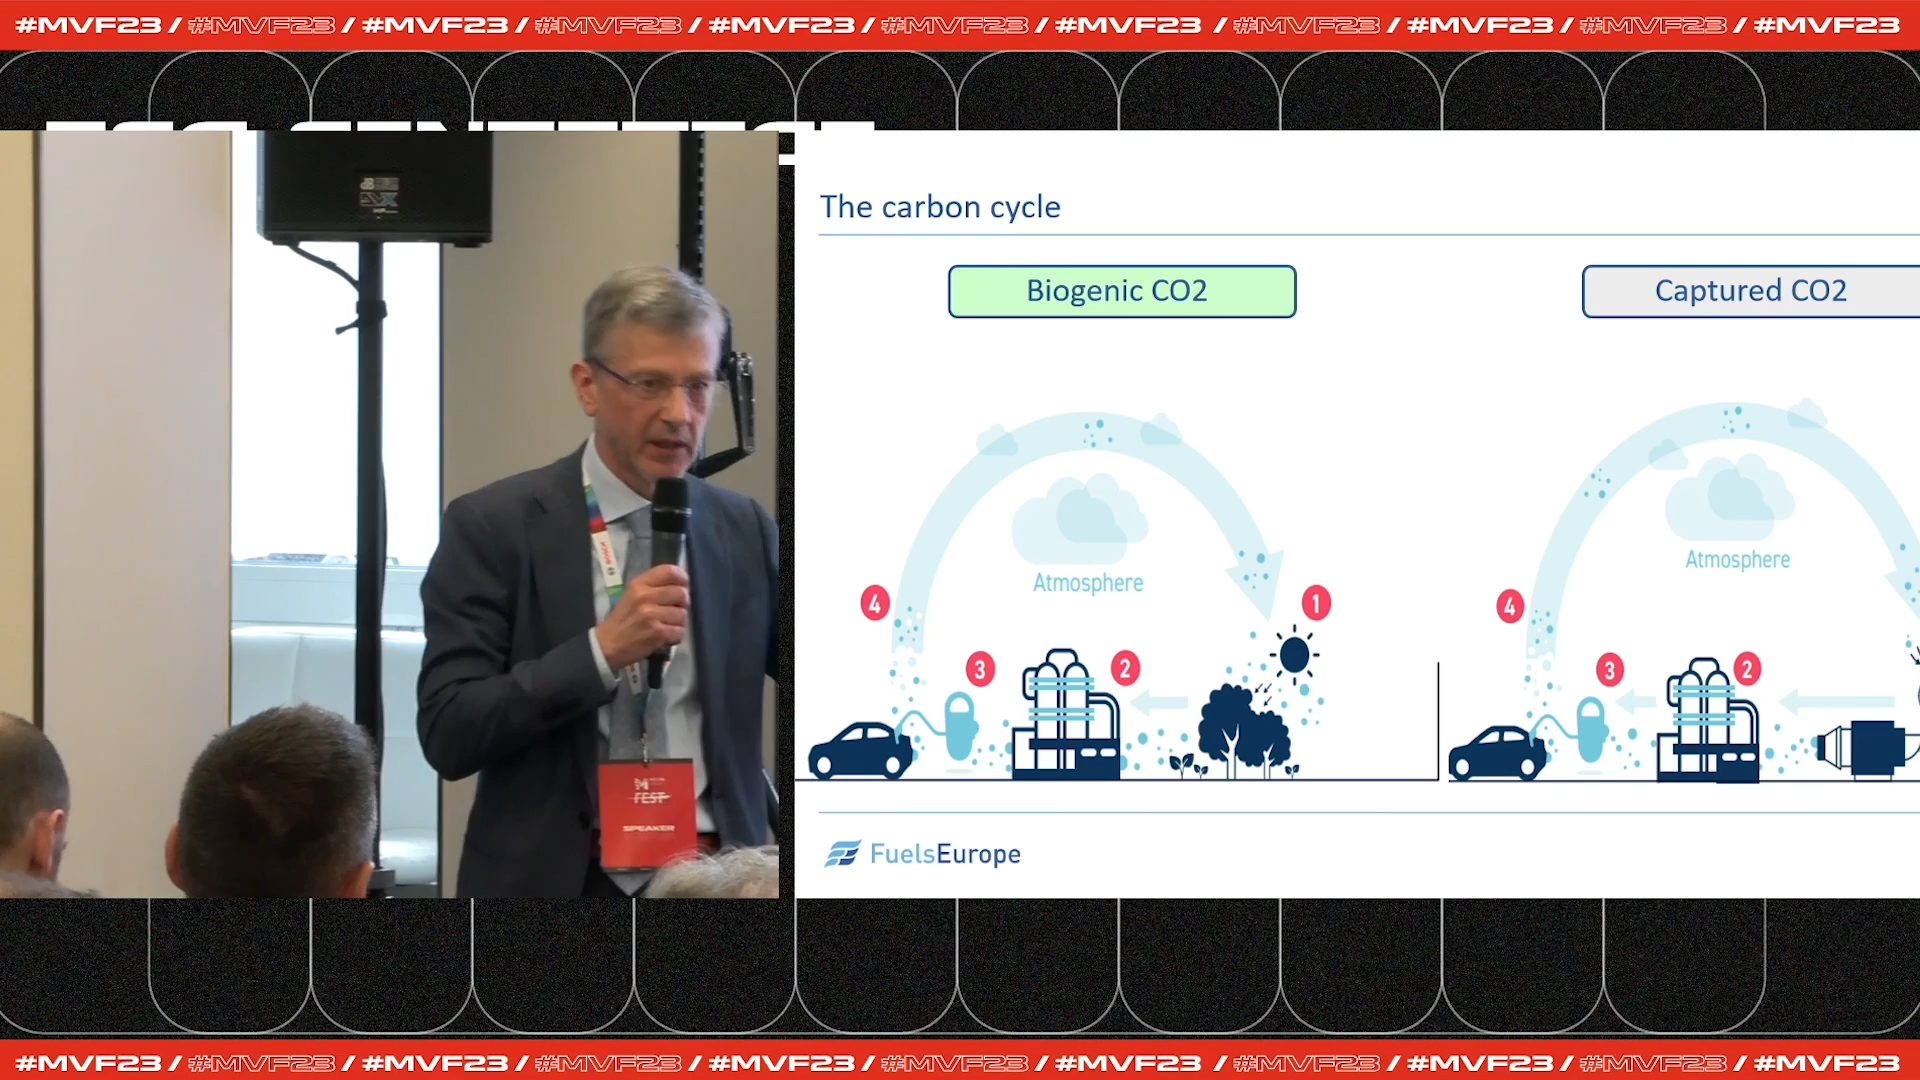 #MVF23 / #MVF23 / #MVF23 / #MVF23 / #MVF23 / #MVF23 / #MVF23 / #MVF23 / #MVF23 / #MVF23 / #MVF23
The carbon cycle
Biogenic CO2
Captured CO2
Atmosphere
Atmosphere
4
1
4
3
2
3
2
FEST
SPEAKER
FuelsEurope
#MVF23 / #MVF23 / #MVF23 / #MVF23 / #MVF23 / #MVF23 / #MVF23 / #MVF23 / #MVF23 / #MVF23 / #MVF23